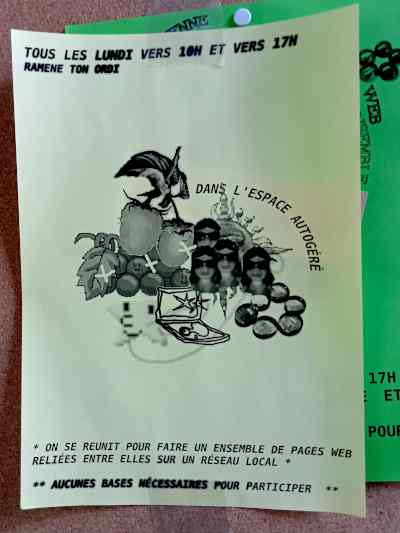 TOUS LES LUNDI VERS 10H ET VERS 17H
RAMENE TON ORDI
DANS L'ESPACE AUTOGÉRÉ
* ON SE REUNIT POUR FAIRE UN ENSEMBLE DE PAGES WEB
RELIÉES ENTRE ELLES SUR UN RÉSEAU LOCAL *
** AUCUNES BASES NÉCESSAIRES POUR PARTICIPER **
WEB
17H
ET
POUR